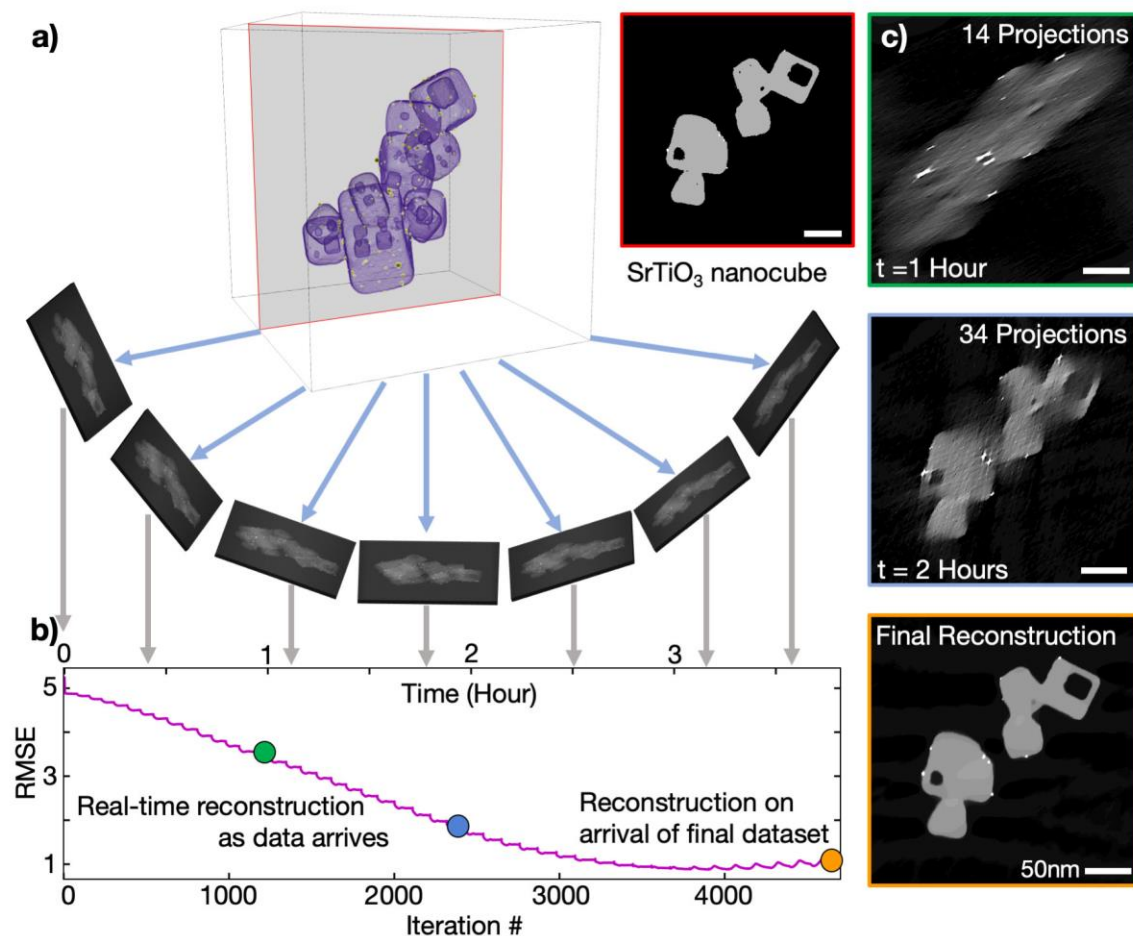 a)
SrTiO₃ nanocube
c)
14 Projections
t =1 Hour
34 Projections
t = 2 Hours
Final Reconstruction
50nm
b)
0 1 2 3
Time (Hour)
5
3
1
RMSE
Real-time reconstruction
as data arrives
Reconstruction on
arrival of final dataset
0 1000 2000 3000 4000
Iteration #